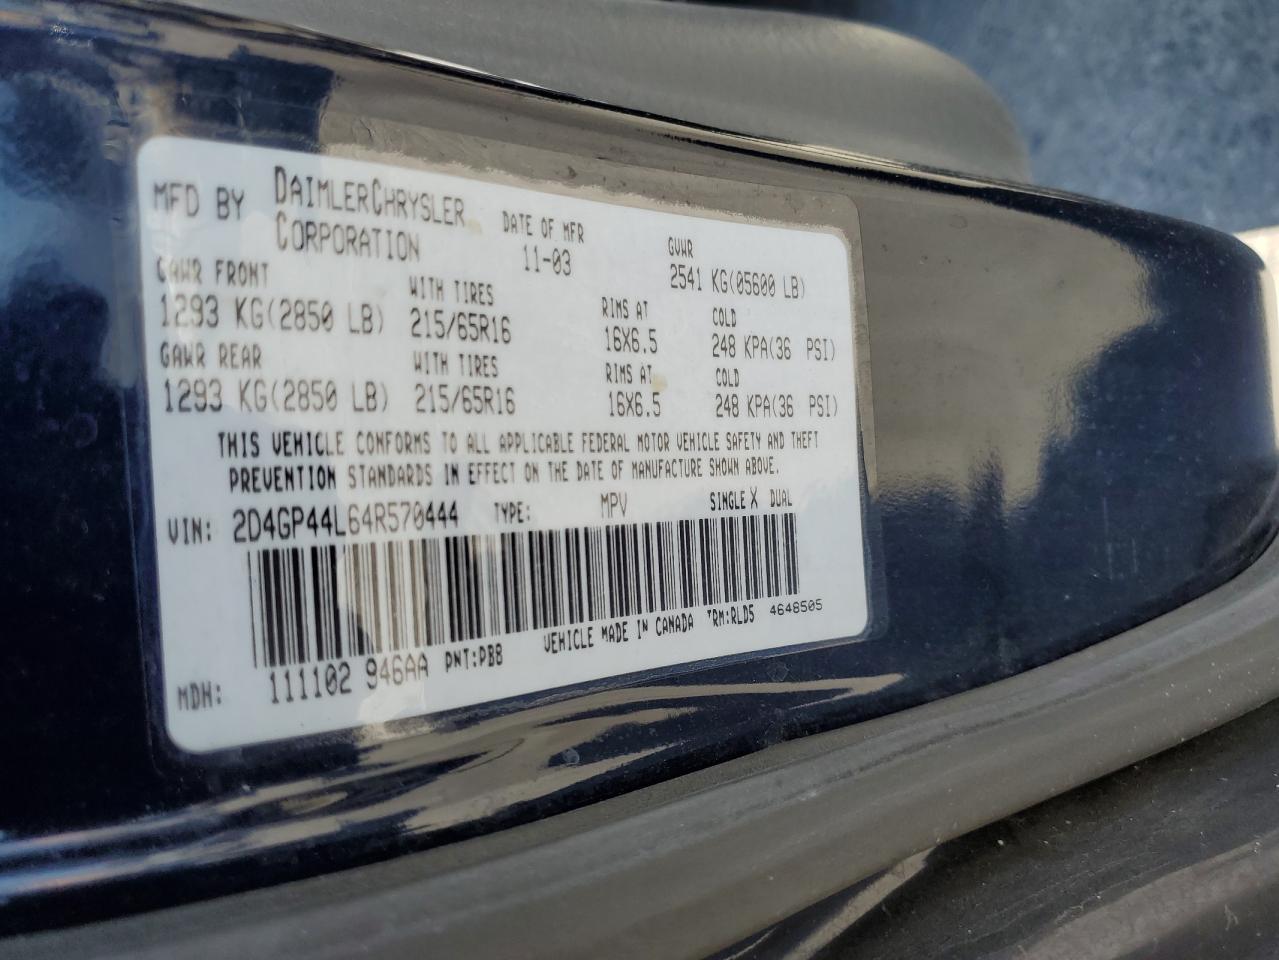 MFD BY DAIMLERCHRYSLER CORPORATION DATE OF MFR 11-03 GVWR 2541 KG(05600 LB)
GAWR FRONT WITH TIRES RIMS AT COLD
1293 KG(2850 LB) 215/65R16 16X6.5 248 KPA(36 PSI)
GAWR REAR WITH TIRES RIMS AT COLD
1293 KG(2850 LB) 215/65R16 16X6.5 248 KPA(36 PSI)
THIS VEHICLE CONFORMS TO ALL APPLICABLE FEDERAL MOTOR VEHICLE SAFETY AND THEFT
PREVENTION STANDARDS IN EFFECT ON THE DATE OF MANUFACTURE SHOWN ABOVE.
VIN: 2D4GP44L64R570444 TYPE: MPV SINGLE X DUAL
MDH: 111102 946AA PNT:PB8 VEHICLE MADE IN CANADA TRM:RLD5 4648505